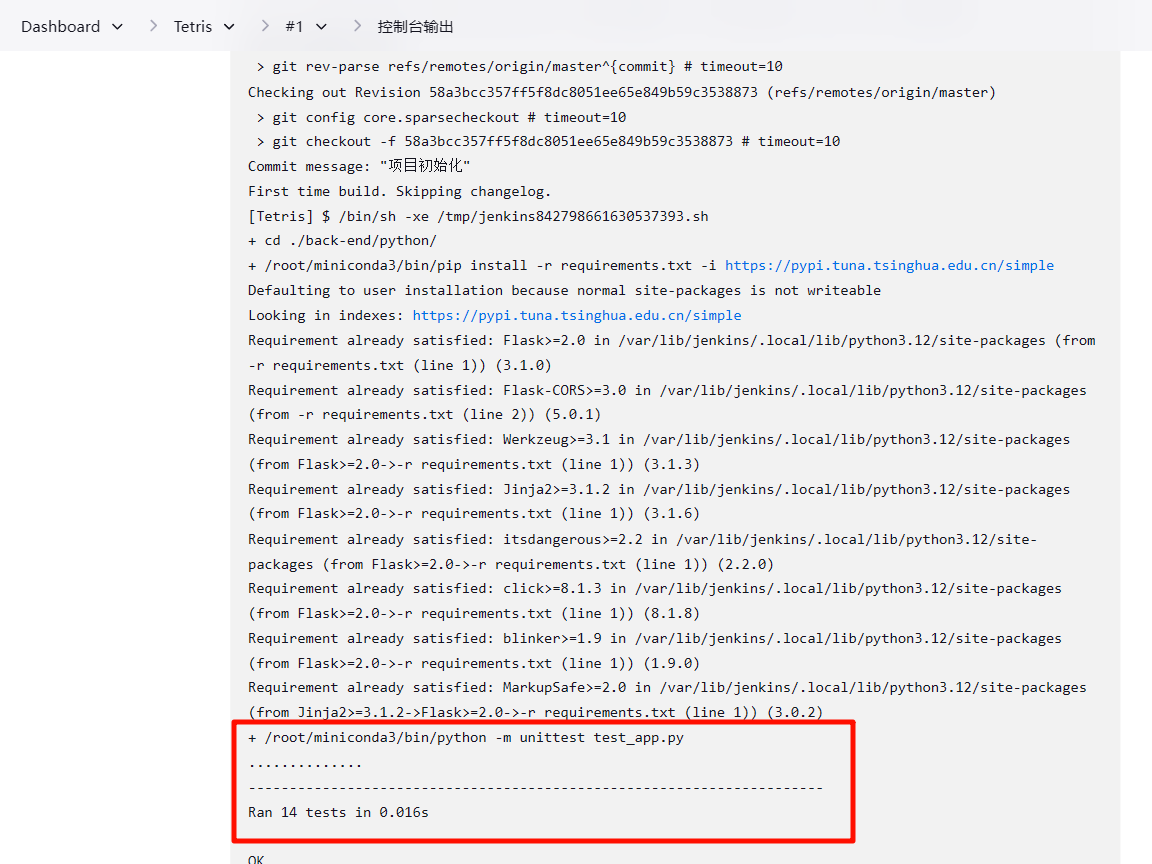 Dashboard > Tetris > #1 > 控制台输出
> git rev-parse refs/remotes/origin/master^{commit} # timeout=10
Checking out Revision 58a3bcc357ff5f8dc8051ee65e849b59c3538873 (refs/remotes/origin/master)
> git config core.sparsecheckout # timeout=10
> git checkout -f 58a3bcc357ff5f8dc8051ee65e849b59c3538873 # timeout=10
Commit message: "项目初始化"
First time build. Skipping changelog.
[Tetris] $ /bin/sh -xe /tmp/jenkins842798661630537393.sh
+ cd ./back-end/python/
+ /root/miniconda3/bin/pip install -r requirements.txt -i https://pypi.tuna.tsinghua.edu.cn/simple
Defaulting to user installation because normal site-packages is not writeable
Looking in indexes: https://pypi.tuna.tsinghua.edu.cn/simple
Requirement already satisfied: Flask>=2.0 in /var/lib/jenkins/.local/lib/python3.12/site-packages (from
-r requirements.txt (line 1)) (3.1.0)
Requirement already satisfied: Flask-CORS>=3.0 in /var/lib/jenkins/.local/lib/python3.12/site-packages
(from -r requirements.txt (line 2)) (5.0.1)
Requirement already satisfied: Werkzeug>=3.1 in /var/lib/jenkins/.local/lib/python3.12/site-packages
(from Flask>=2.0->-r requirements.txt (line 1)) (3.1.3)
Requirement already satisfied: Jinja2>=3.1.2 in /var/lib/jenkins/.local/lib/python3.12/site-packages
(from Flask>=2.0->-r requirements.txt (line 1)) (3.1.6)
Requirement already satisfied: itsdangerous>=2.2 in /var/lib/jenkins/.local/lib/python3.12/site-
packages (from Flask>=2.0->-r requirements.txt (line 1)) (2.2.0)
Requirement already satisfied: click>=8.1.3 in /var/lib/jenkins/.local/lib/python3.12/site-packages
(from Flask>=2.0->-r requirements.txt (line 1)) (8.1.8)
Requirement already satisfied: blinker>=1.9 in /var/lib/jenkins/.local/lib/python3.12/site-packages
(from Flask>=2.0->-r requirements.txt (line 1)) (1.9.0)
Requirement already satisfied: MarkupSafe>=2.0 in /var/lib/jenkins/.local/lib/python3.12/site-packages
(from Jinja2>=3.1.2->Flask>=2.0->-r requirements.txt (line 1)) (3.0.2)
+ /root/miniconda3/bin/python -m unittest test_app.py
..............
----------------------------------------------------------------------
Ran 14 tests in 0.016s
OK